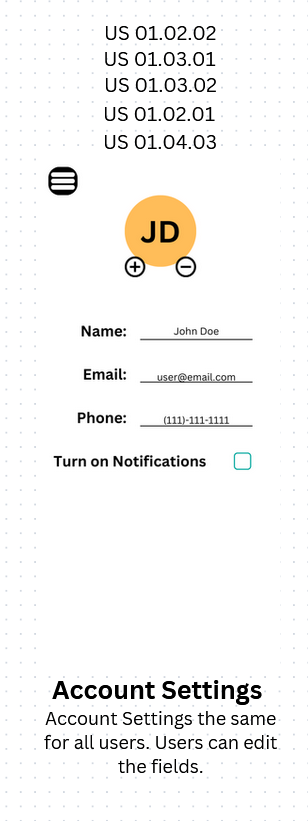 US 01.02.02
US 01.03.01
US 01.03.02
US 01.02.01
US 01.04.03
JD
Name: John Doe
Email: user@email.com
Phone: (111)-111-1111
Turn on Notifications
Account Settings
Account Settings the same
for all users. Users can edit
the fields.